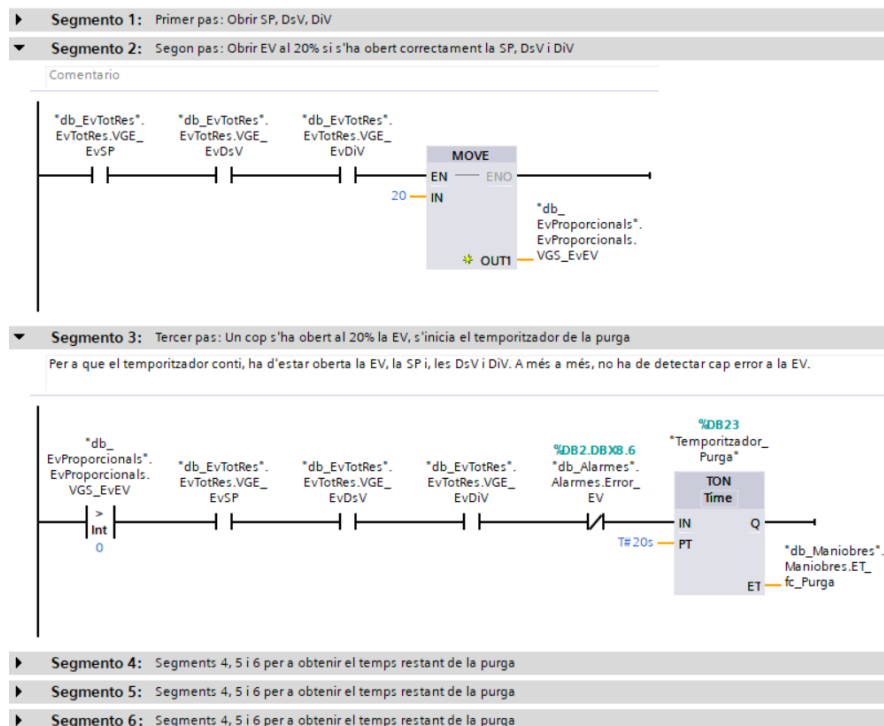 Segmento 1: Primer pas: Obrir SP, DsV, DiV
Segmento 2: Segon pas: Obrir EV al 20% si s'ha obert correctament la SP, DsV i DiV
Comentario
"db_EvTotRes". "db_EvTotRes". "db_EvTotRes".
EvTotRes.VGE_ EvTotRes.VGE_ EvTotRes.VGE_
EvSP EvDsV EvDiV
MOVE
EN ENO
20 IN
"db_
EvProporcionals".
EvProporcionals.
OUT1 VGS_EvEV
Segmento 3: Tercer pas: Un cop s'ha obert al 20% la EV, s'inicia el temporitzador de la purga
Per a que el temporitzador conti, ha d'estar oberta la EV, la SP i, les DsV i DiV. A més a més, no ha de detectar cap error a la EV.
%DB23
"Temporitzador_
Purga"
"db_
EvProporcionals".
EvProporcionals.
VGS_EvEV
"db_EvTotRes". "db_EvTotRes". "db_EvTotRes".
EvTotRes.VGE_ EvTotRes.VGE_ EvTotRes.VGE_
EvSP EvDsV EvDiV
%DB2.DBX8.6
"db_Alarmes".
Alarmes.Error_
EV
TON
Time
>
Int
0
IN Q
T#20s PT
"db_Maniobres".
Maniobres.ET_
ET fc_Purga
Segmento 4: Segments 4, 5 i 6 per a obtenir el temps restant de la purga
Segmento 5: Segments 4, 5 i 6 per a obtenir el temps restant de la purga
Segmento 6: Segments 4, 5 i 6 per a obtenir el temps restant de la purga